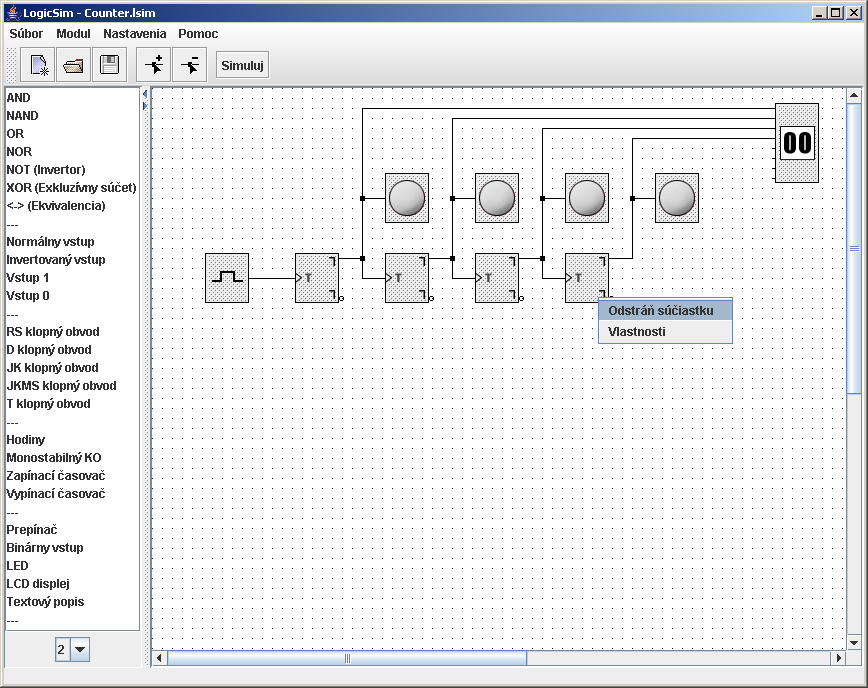 LogicSim - Counter.lsim
Súbor Modul Nastavenia Pomoc
Simuluj
AND
NAND
OR
NOR
NOT (Invertor)
XOR (Exkluzívny súčet)
<-> (Ekvivalencia)
---
Normálny vstup
Invertovaný vstup
Vstup 1
Vstup 0
---
RS klopný obvod
D klopný obvod
JK klopný obvod
JKMS klopný obvod
T klopný obvod
---
Hodiny
Monostabilný KO
Zapínací časovač
Vypínací časovač
---
Prepínač
Binárny vstup
LED
LCD displej
Textový popis
---
2
00
T T T T
Odstráň súčiastku
Vlastnosti